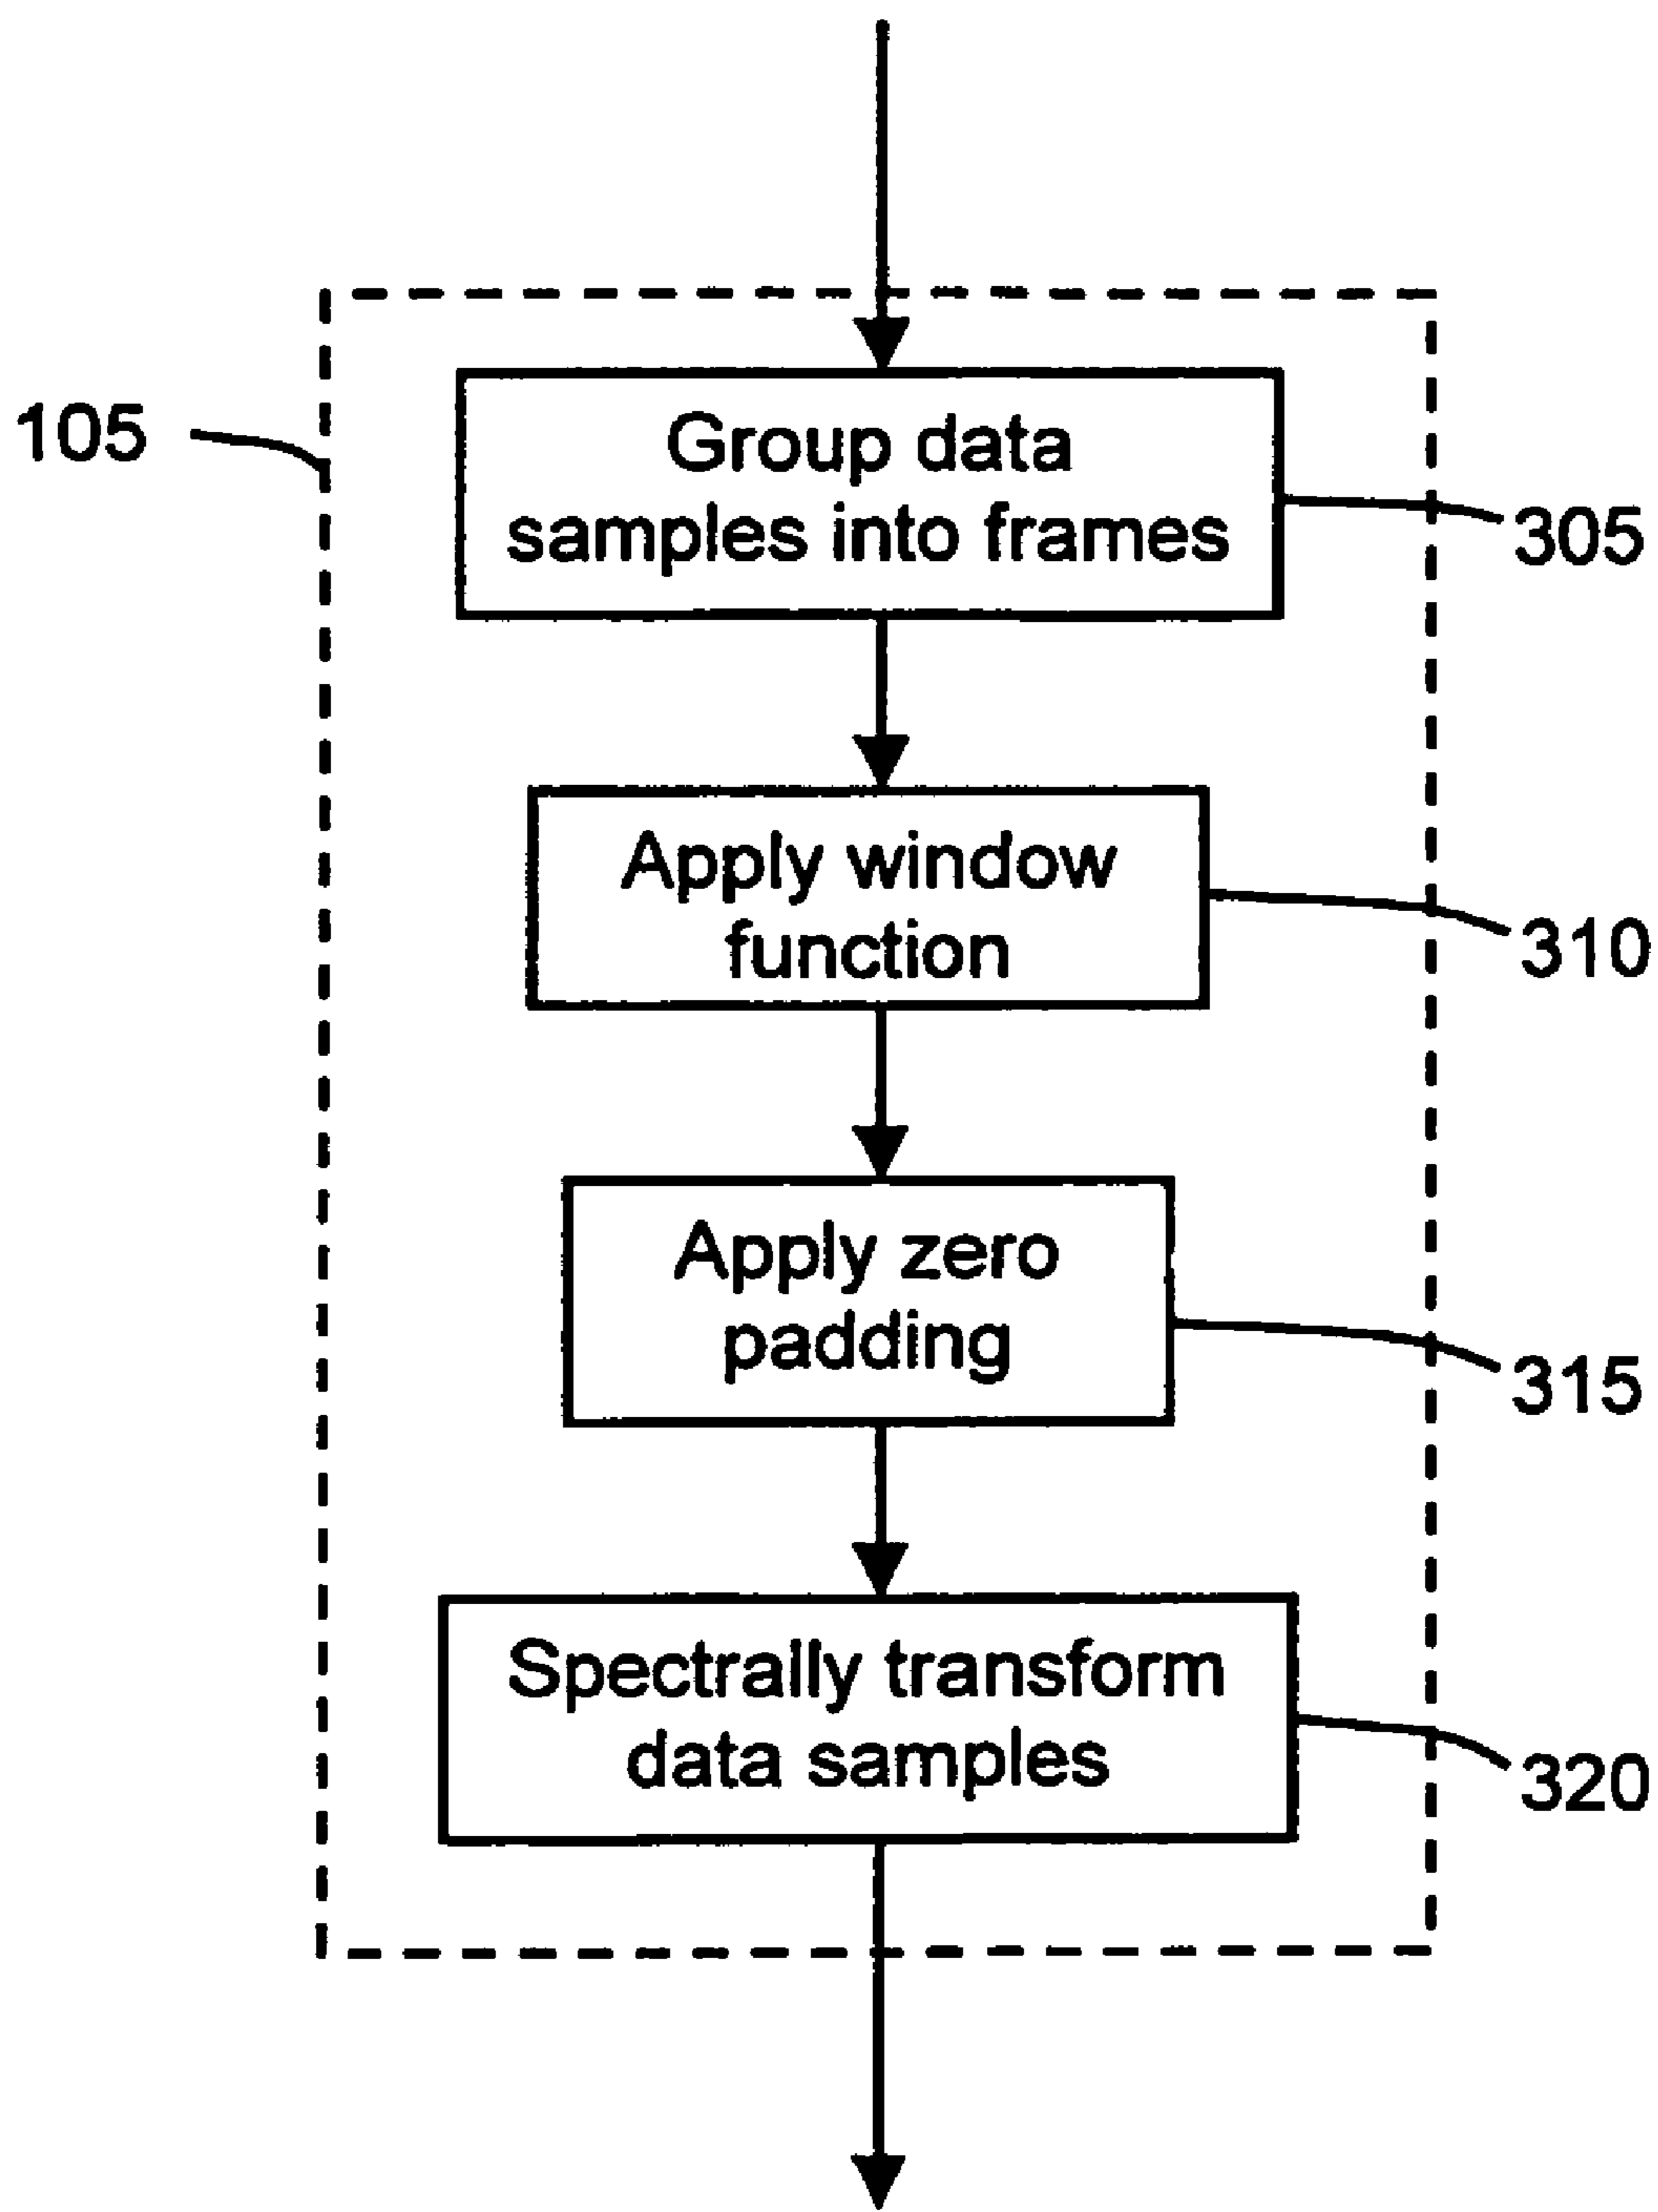 105
Group data
samples into frames
305
Apply window
function
310
Apply zero
padding
315
Spectrally transform
data samples
320